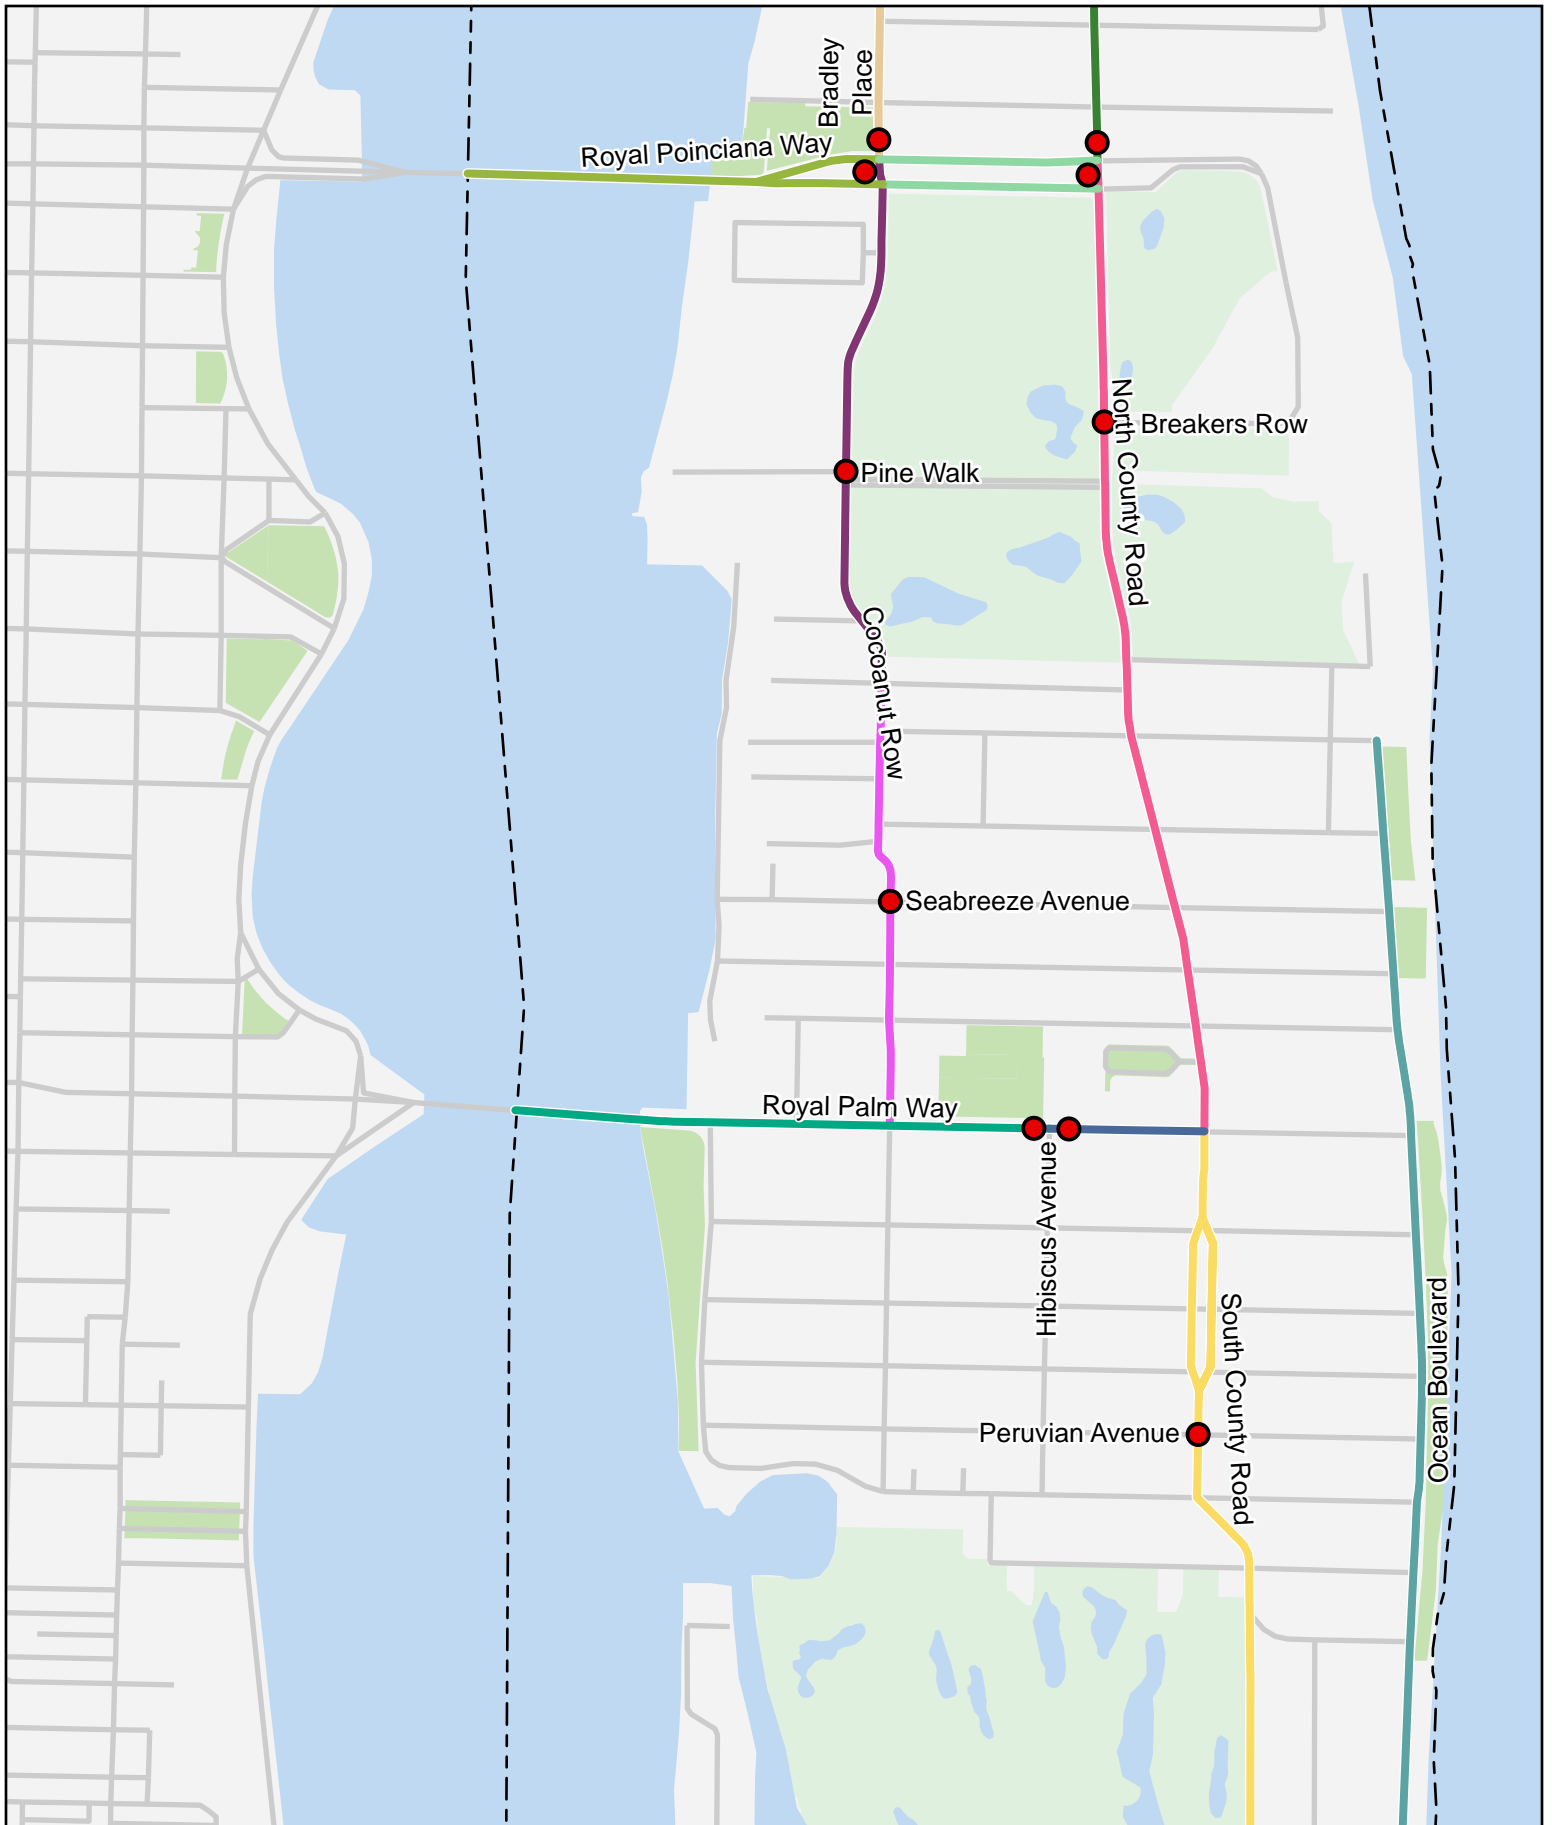 Bradley
Place
Royal Poinciana Way
North County Road
Breakers Row
Pine Walk
Cocoanut Row
Seabreeze Avenue
Royal Palm Way
Hibiscus Avenue
South County Road
Ocean Boulevard
Peruvian Avenue